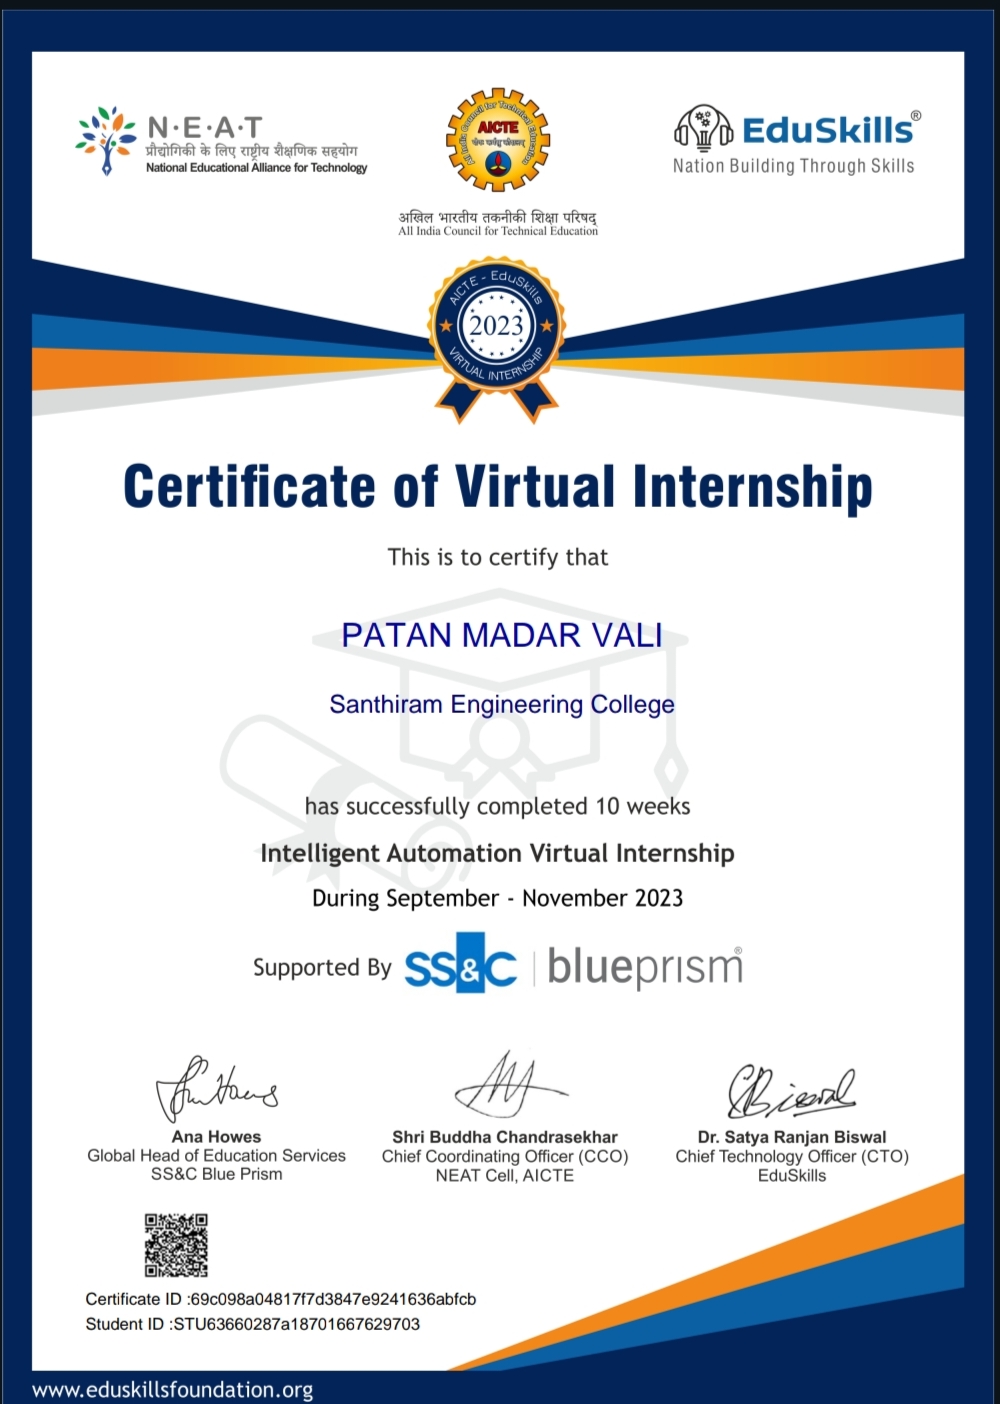 N·E·A·T
प्रौद्योगिकी के लिए राष्ट्रीय शैक्षणिक सहयोग
National Educational Alliance for Technology
All India Council for Technical Education
AICTE
योगः कर्मसु कौशलम्
अखिल भारतीय तकनीकी शिक्षा परिषद्
All India Council for Technical Education
EduSkills®
Nation Building Through Skills
AICTE - EduSkills
2023
VIRTUAL INTERNSHIP
Certificate of Virtual Internship
This is to certify that
PATAN MADAR VALI
Santhiram Engineering College
has successfully completed 10 weeks
Intelligent Automation Virtual Internship
During September - November 2023
Supported By SS&C | blueprism®
Ana Howes
Global Head of Education Services
SS&C Blue Prism
Shri Buddha Chandrasekhar
Chief Coordinating Officer (CCO)
NEAT Cell, AICTE
Dr. Satya Ranjan Biswal
Chief Technology Officer (CTO)
EduSkills
Certificate ID :69c098a04817f7d3847e9241636abfcb
Student ID :STU63660287a18701667629703
www.eduskillsfoundation.org